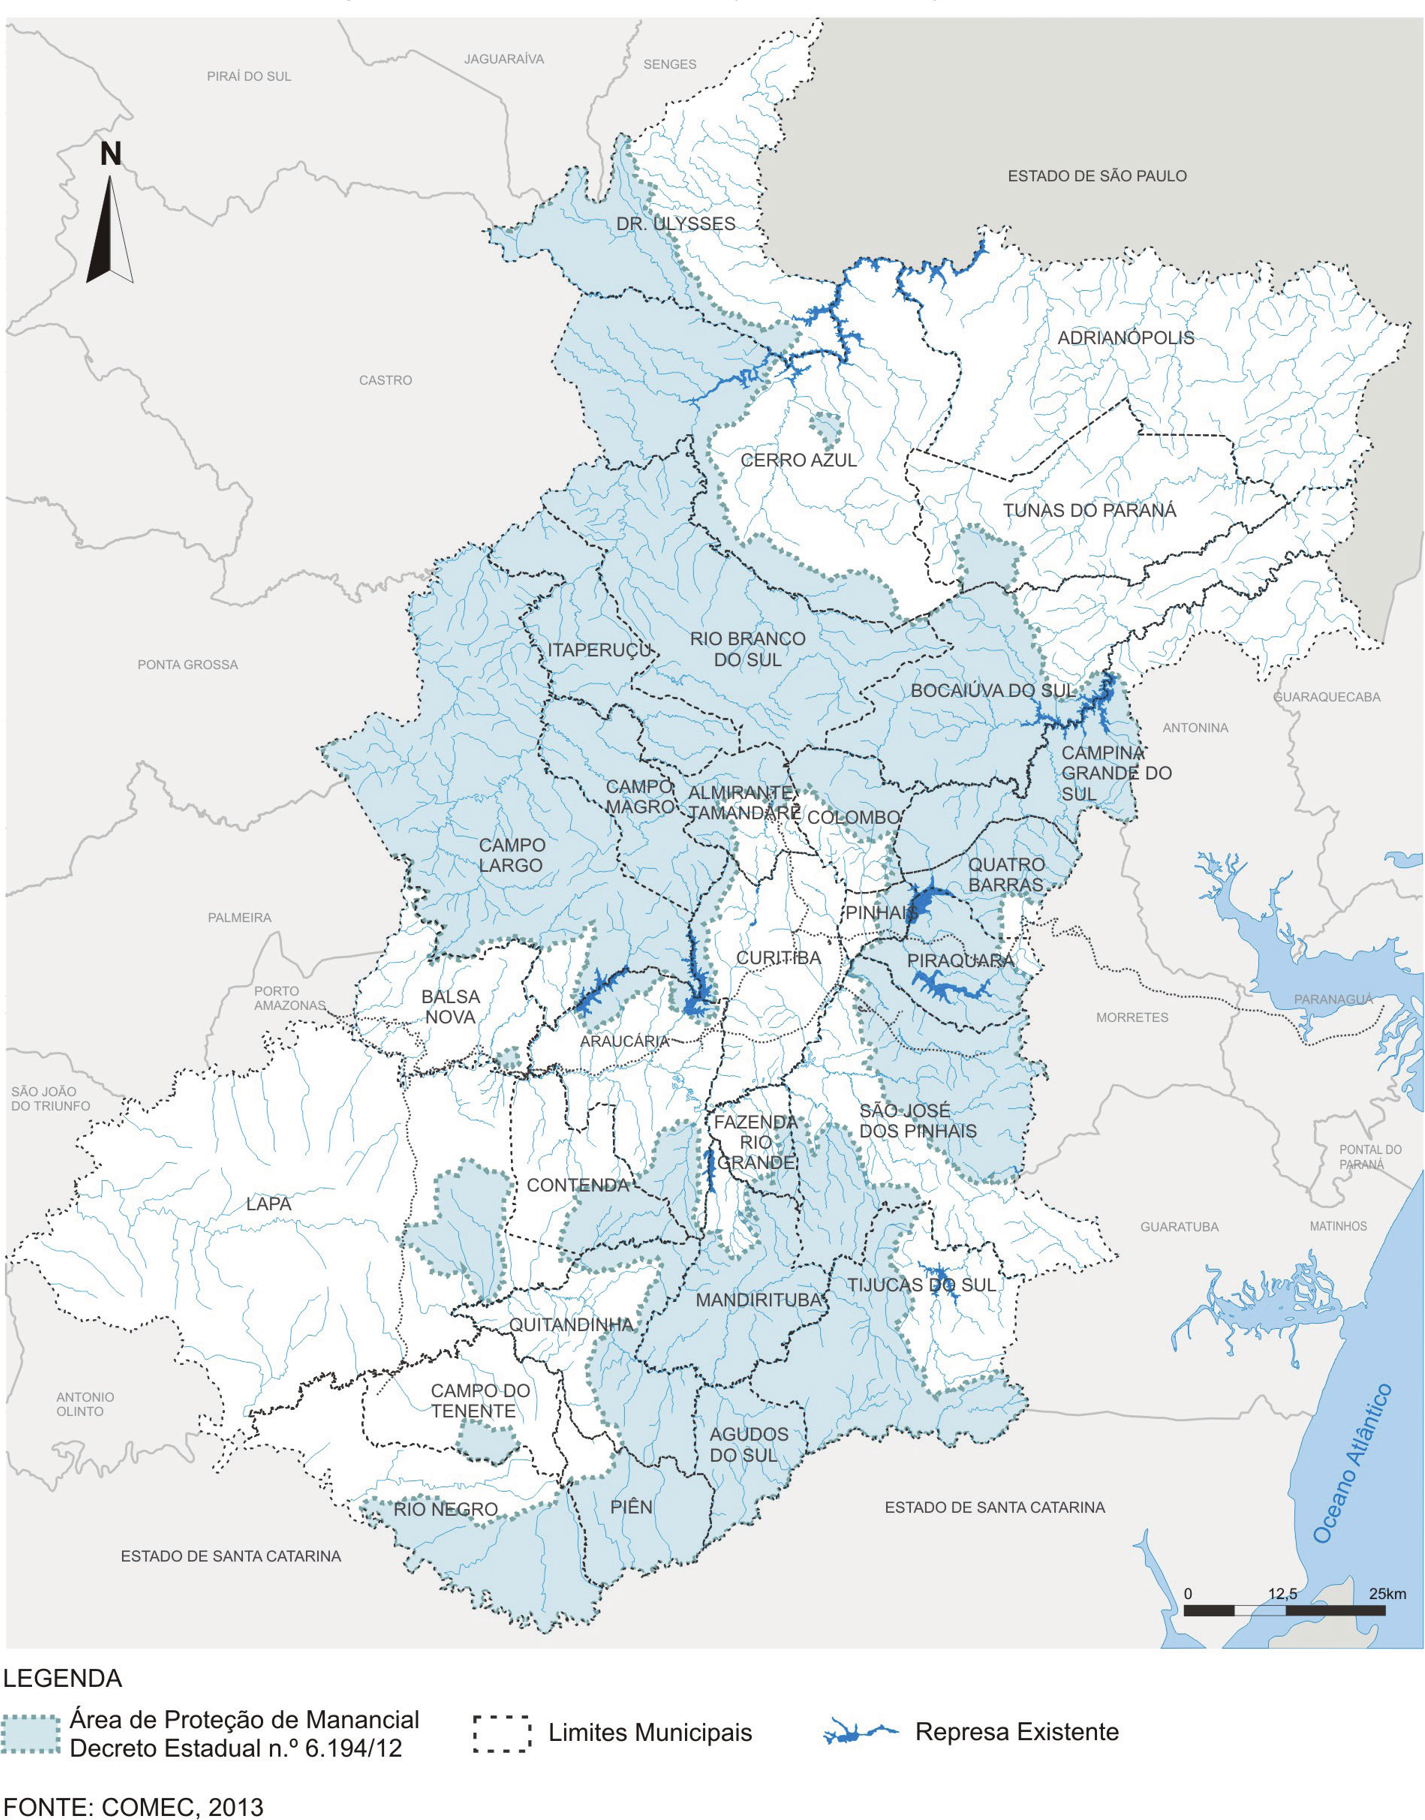 JAGUARAÍVA
SENGES
PIRAÍ DO SUL
N
ESTADO DE SÃO PAULO
DR. ULYSSES
ADRIANÓPOLIS
CASTRO
CERRO AZUL
TUNAS DO PARANÁ
ITAPERUÇU
RIO BRANCO
DO SUL
PONTA GROSSA
BOCAIÚVA DO SUL
GUARAQUECABA
ANTONINA
CAMPINA
GRANDE DO
SUL
CAMPO
MAGRO
ALMIRANTE
TAMANDARÉ
COLOMBO
CAMPO
LARGO
QUATRO
BARRAS
PALMEIRA
PINHAIS
CURITIBA
PIRAQUARA
PORTO
AMAZONAS
BALSA
NOVA
PARANAGUÁ
MORRETES
ARAUCÁRIA
SÃO JOÃO
DO TRIUNFO
FAZENDA
RIO
GRANDE
SÃO JOSÉ
DOS PINHAIS
PONTAL DO
PARANÁ
CONTENDA
LAPA
GUARATUBA
MATINHOS
TIJUCAS DO SUL
MANDIRITUBA
QUITANDINHA
ANTONIO
OLINTO
CAMPO DO
TENENTE
AGUDOS
DO SUL
Oceano Atlântico
RIO NEGRO
PIÊN
ESTADO DE SANTA CATARINA
ESTADO DE SANTA CATARINA
0 12,5 25km
LEGENDA
Área de Proteção de Manancial
Decreto Estadual n.º 6.194/12
Limites Municipais
Represa Existente
FONTE: COMEC, 2013